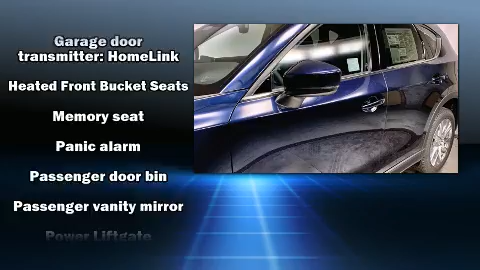 Garage door
transmitter: HomeLink
Heated Front Bucket Seats
Memory seat
Panic alarm
Passenger door bin
Passenger vanity mirror
Power Liftgate